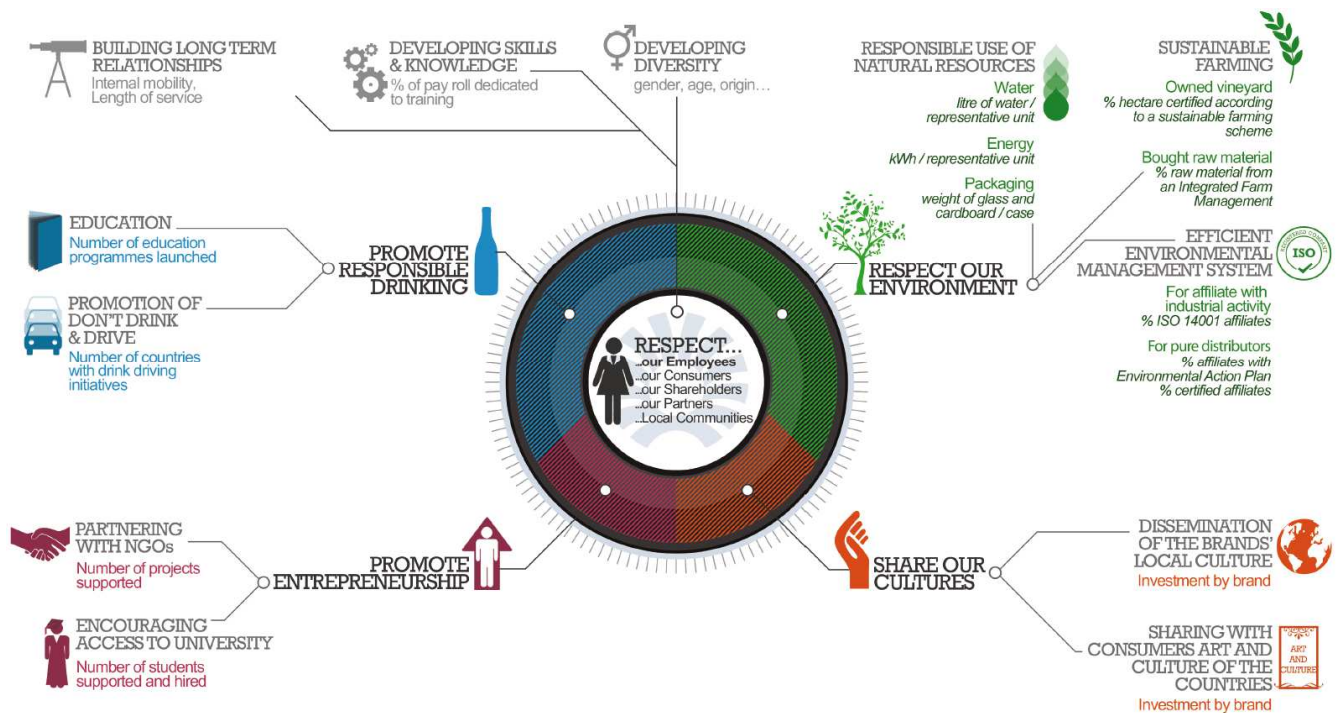 BUILDING LONG TERM
RELATIONSHIPS
Internal mobility,
Length of service
DEVELOPING SKILLS
& KNOWLEDGE
% of pay roll dedicated
to training
DEVELOPING
DIVERSITY
gender, age, origin...
RESPONSIBLE USE OF
NATURAL RESOURCES
Water
litre of water /
representative unit
Energy
kWh / representative unit
Packaging
weight of glass and
cardboard / case
SUSTAINABLE
FARMING
Owned vineyard
% hectare certified according
to a sustainable farming
scheme
Bought raw material
% raw material from
an Integrated Farm
Management
EFFICIENT
ENVIRONMENTAL
MANAGEMENT SYSTEM
REGISTERED COMPANY
ISO
For affiliate with
industrial activity
% ISO 14001 affiliates
For pure distributors
% affiliates with
Environmental Action Plan
% certified affiliates
RESPECT OUR
ENVIRONMENT
EDUCATION
Number of education
programmes launched
PROMOTION OF
DON'T DRINK
& DRIVE
Number of countries
with drink driving
initiatives
PROMOTE
RESPONSIBLE
DRINKING
RESPECT...
...our Employees
...our Consumers
...our Shareholders
...our Partners
...Local Communities
PARTNERING
WITH NGOs
Number of projects
supported
ENCOURAGING
ACCESS TO UNIVERSITY
Number of students
supported and hired
PROMOTE
ENTREPRENEURSHIP
SHARE OUR
CULTURES
DISSEMINATION
OF THE BRANDS'
LOCAL CULTURE
Investment by brand
SHARING WITH
CONSUMERS ART AND
CULTURE OF THE
COUNTRIES
Investment by brand
ART
AND
CULTURE